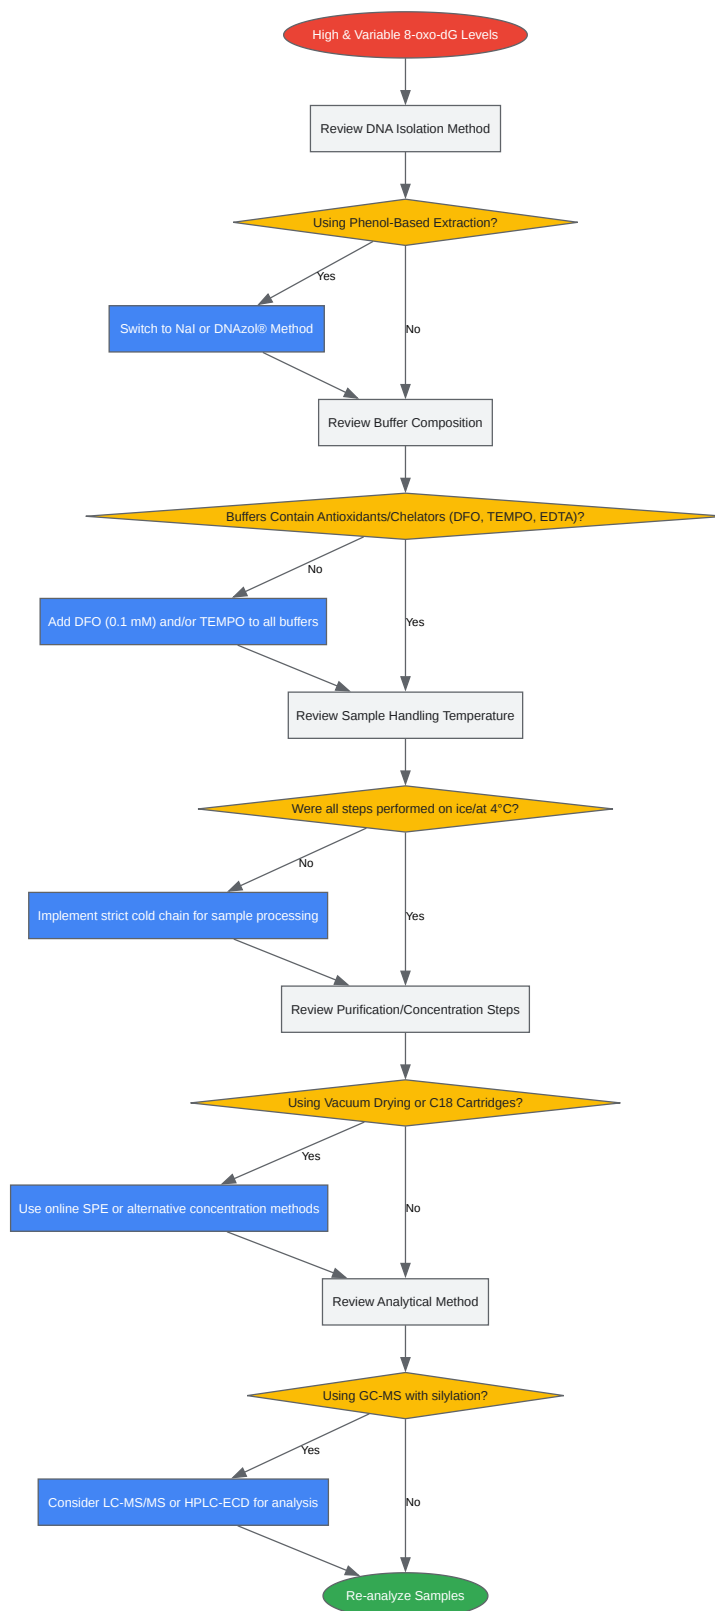 High & Variable 8-oxo-dG Levels
Review DNA Isolation Method
Using Phenol-Based Extraction?
Yes
Switch to NaI or DNAzol® Method
No
Review Buffer Composition
Buffers Contain Antioxidants/Chelators (DFO, TEMPO, EDTA)?
No
Add DFO (0.1 mM) and/or TEMPO to all buffers
Yes
Review Sample Handling Temperature
Were all steps performed on ice/at 4°C?
No
Implement strict cold chain for sample processing
Yes
Review Purification/Concentration Steps
Using Vacuum Drying or C18 Cartridges?
Yes
Use online SPE or alternative concentration methods
No
Review Analytical Method
Using GC-MS with silylation?
Yes
Consider LC-MS/MS or HPLC-ECD for analysis
No
Re-analyze Samples